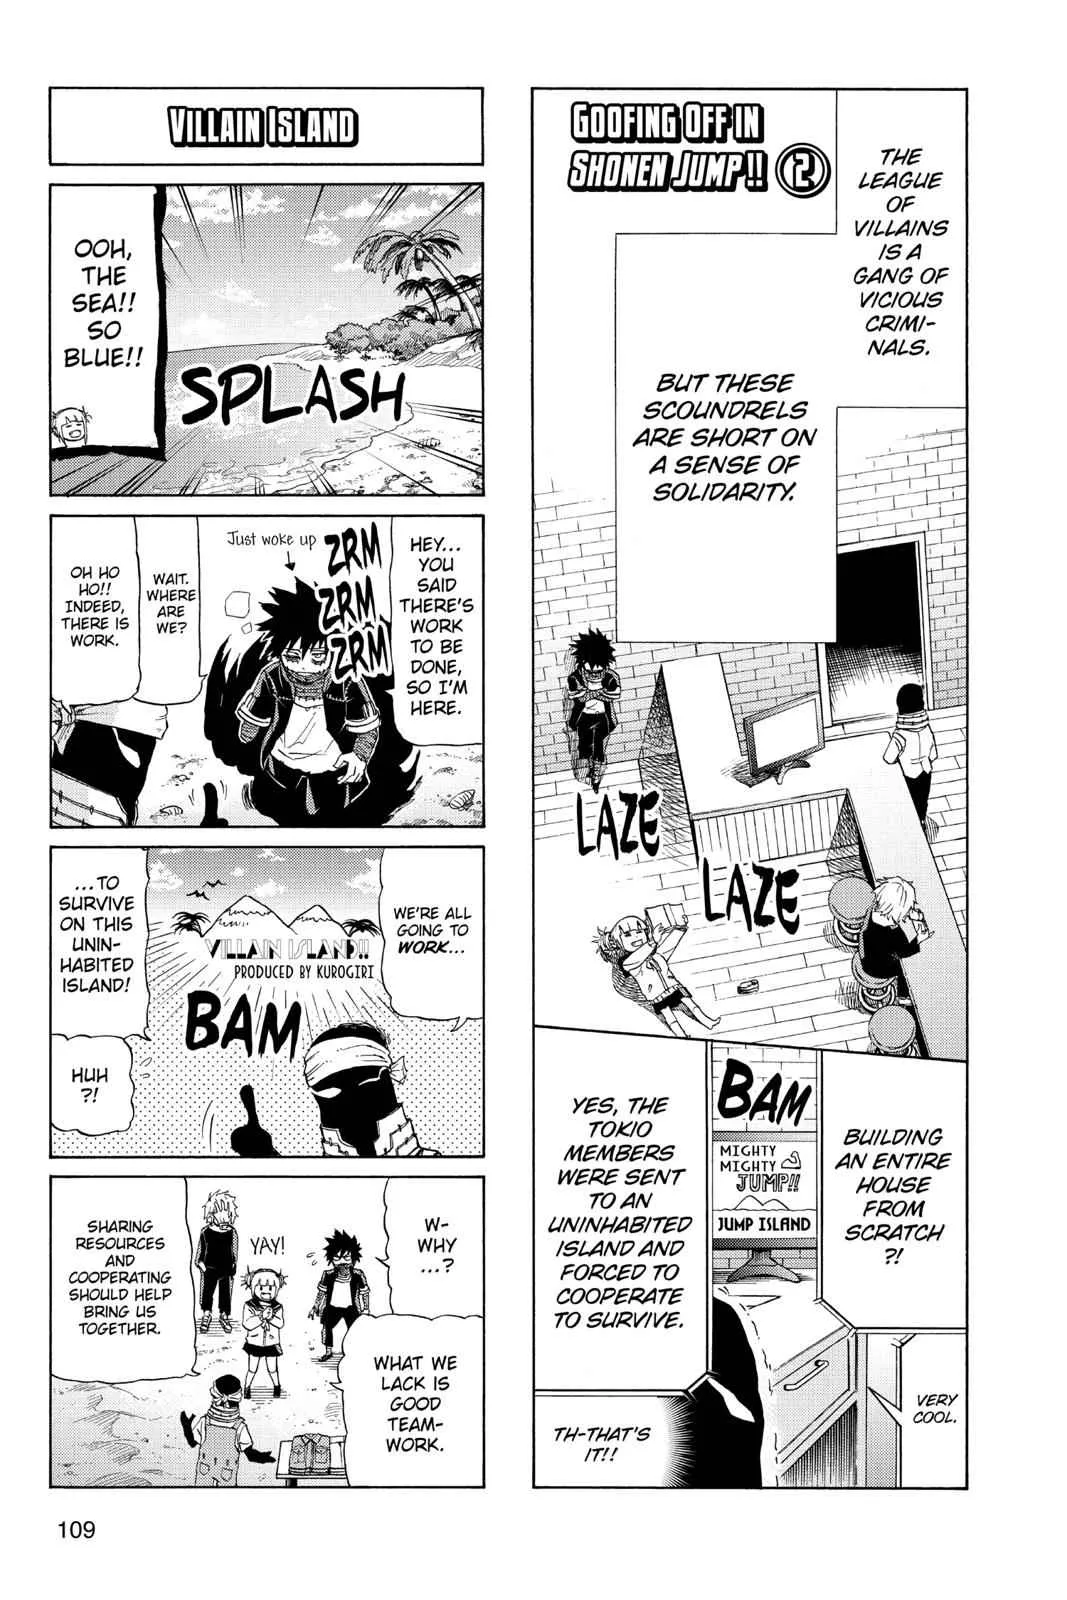 GOOFING OFF IN
SHONEN JUMP!! 2
THE
LEAGUE
OF
VILLAINS
IS A
GANG OF
VICIOUS
CRIMI-
NALS.
BUT THESE
SCOUNDRELS
ARE SHORT ON
A SENSE OF
SOLIDARITY.
LAZE
LAZE
BUILDING
AN ENTIRE
HOUSE
FROM
SCRATCH
?!
BAM
MIGHTY
MIGHTY
JUMP!!
JUMP ISLAND
YES, THE
TOKIO
MEMBERS
WERE SENT
TO AN
UNINHABITED
ISLAND AND
FORCED TO
COOPERATE
TO SURVIVE.
VERY
COOL.
TH-THAT'S
IT!!
VILLAIN ISLAND
OOH,
THE
SEA!!
SO
BLUE!!
SPLASH
HEY...
YOU
SAID
THERE'S
WORK
TO BE
DONE,
SO I'M
HERE.
Just woke up
ZRM
ZRM
ZRM
WAIT.
WHERE
ARE
WE?
OH HO
HO!!
INDEED,
THERE IS
WORK.
WE'RE ALL
GOING TO
WORK...
VILLAIN ISLAND!!
PRODUCED BY KUROGIRI
BAM
...TO
SURVIVE
ON THIS
UNIN-
HABITED
ISLAND!
HUH
?!
W-
WHY
...?
WHAT WE
LACK IS
GOOD
TEAM-
WORK.
YAY!
SHARING
RESOURCES
AND
COOPERATING
SHOULD HELP
BRING US
TOGETHER.
109